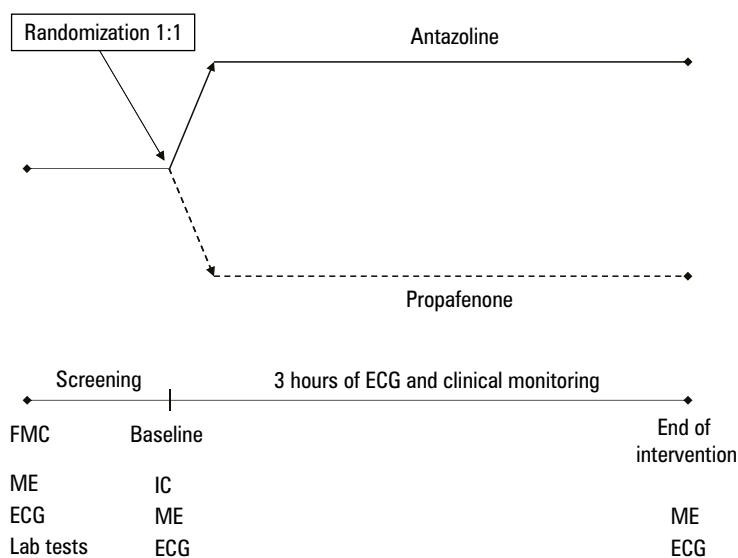 Randomization 1:1
Antazoline
Propafenone
Screening
3 hours of ECG and clinical monitoring
FMC
Baseline
End of
intervention
ME
IC
ECG
ME
ME
Lab tests
ECG
ECG